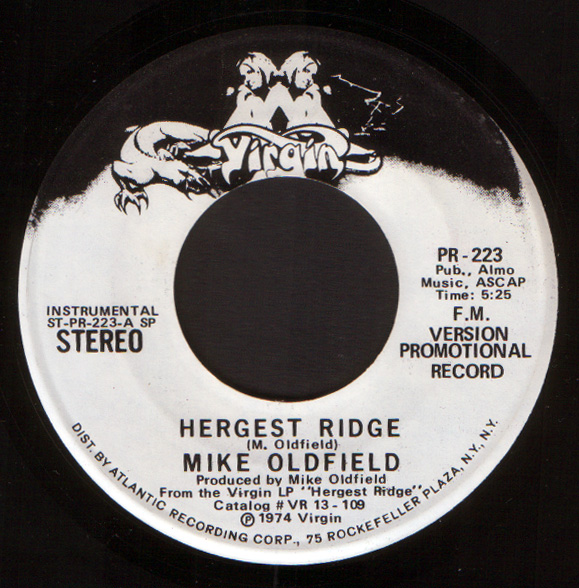 Virgin
PR-223
Pub., Almo
Music, ASCAP
Time: 5:25
F.M.
VERSION
PROMOTIONAL
RECORD
INSTRUMENTAL
ST-PR-223-A SP
STEREO
HERGEST RIDGE
(M. Oldfield)
MIKE OLDFIELD
Produced by Mike Oldfield
From the Virgin LP "Hergest Ridge"
Catalog # VR 13-109
Ⓟ 1974 Virgin
DIST. BY ATLANTIC RECORDING CORP., 75 ROCKEFELLER PLAZA, N.Y., N.Y.